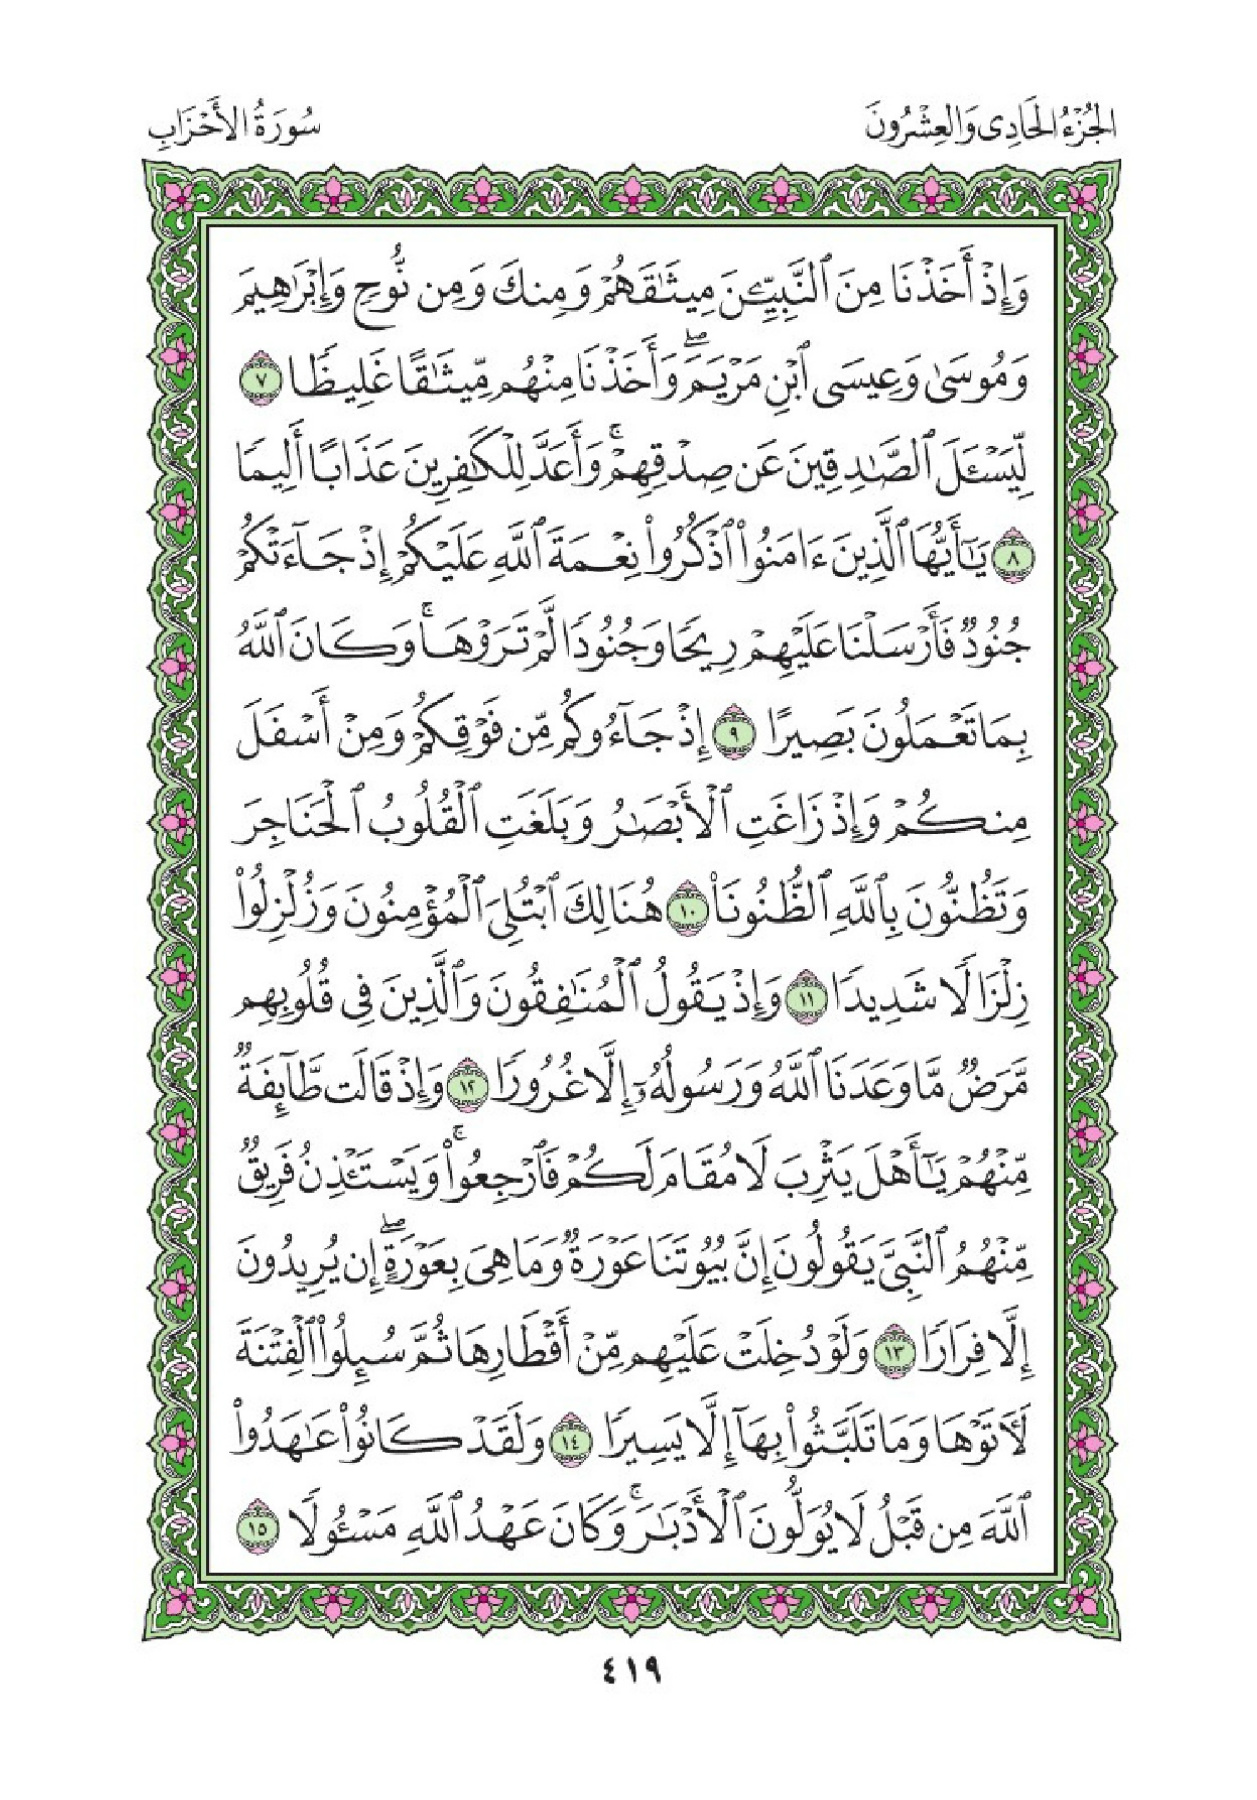 الجُزْءُ الحَادِى وَالعِشْرُونَ
سُورَةُ الأَحْزَابِ
وَإِذْ أَخَذْنَا مِنَ ٱلنَّبِيِّـۧنَ مِيثَـٰقَهُمْ وَمِنكَ وَمِن نُّوحٍ وَإِبْرَٰهِيمَ
وَمُوسَىٰ وَعِيسَى ٱبْنِ مَرْيَمَ ۖ وَأَخَذْنَا مِنْهُم مِّيثَـٰقًا غَلِيظًا ٧
لِّيَسْـَٔلَ ٱلصَّـٰدِقِينَ عَن صِدْقِهِمْ ۚ وَأَعَدَّ لِلْكَـٰفِرِينَ عَذَابًا أَلِيمًا
٨ يَـٰٓأَيُّهَا ٱلَّذِينَ ءَامَنُوا۟ ٱذْكُرُوا۟ نِعْمَةَ ٱللَّهِ عَلَيْكُمْ إِذْ جَآءَتْكُمْ
جُنُودٌ فَأَرْسَلْنَا عَلَيْهِمْ رِيحًا وَجُنُودًا لَّمْ تَرَوْهَا ۚ وَكَانَ ٱللَّهُ
بِمَا تَعْمَلُونَ بَصِيرًا ٩ إِذْ جَآءُوكُم مِّن فَوْقِكُمْ وَمِنْ أَسْفَلَ
مِنكُمْ وَإِذْ زَاغَتِ ٱلْأَبْصَـٰرُ وَبَلَغَتِ ٱلْقُلُوبُ ٱلْحَنَاجِرَ
وَتَظُنُّونَ بِٱللَّهِ ٱلظُّنُونَا۠ ١٠ هُنَالِكَ ٱبْتُلِىَ ٱلْمُؤْمِنُونَ وَزُلْزِلُوا۟
زِلْزَالًا شَدِيدًا ١١ وَإِذْ يَقُولُ ٱلْمُنَـٰفِقُونَ وَٱلَّذِينَ فِى قُلُوبِهِم
مَّرَضٌ مَّا وَعَدَنَا ٱللَّهُ وَرَسُولُهُۥٓ إِلَّا غُرُورًا ١٢ وَإِذْ قَالَت طَّآئِفَةٌ
مِّنْهُمْ يَـٰٓأَهْلَ يَثْرِبَ لَا مُقَامَ لَكُمْ فَٱرْجِعُوا۟ ۚ وَيَسْتَـْٔذِنُ فَرِيقٌ
مِّنْهُمُ ٱلنَّبِىَّ يَقُولُونَ إِنَّ بُيُوتَنَا عَوْرَةٌ وَمَا هِىَ بِعَوْرَةٍ ۖ إِن يُرِيدُونَ
إِلَّا فِرَارًا ١٣ وَلَوْ دُخِلَتْ عَلَيْهِم مِّنْ أَقْطَارِهَا ثُمَّ سُئِلُوا۟ ٱلْفِتْنَةَ
لَـَٔاتَوْهَا وَمَا تَلَبَّثُوا۟ بِهَآ إِلَّا يَسِيرًا ١٤ وَلَقَدْ كَانُوا۟ عَـٰهَدُوا۟
ٱللَّهَ مِن قَبْلُ لَا يُوَلُّونَ ٱلْأَدْبَـٰرَ ۚ وَكَانَ عَهْدُ ٱللَّهِ مَسْـُٔولًا ١٥
٤١٩